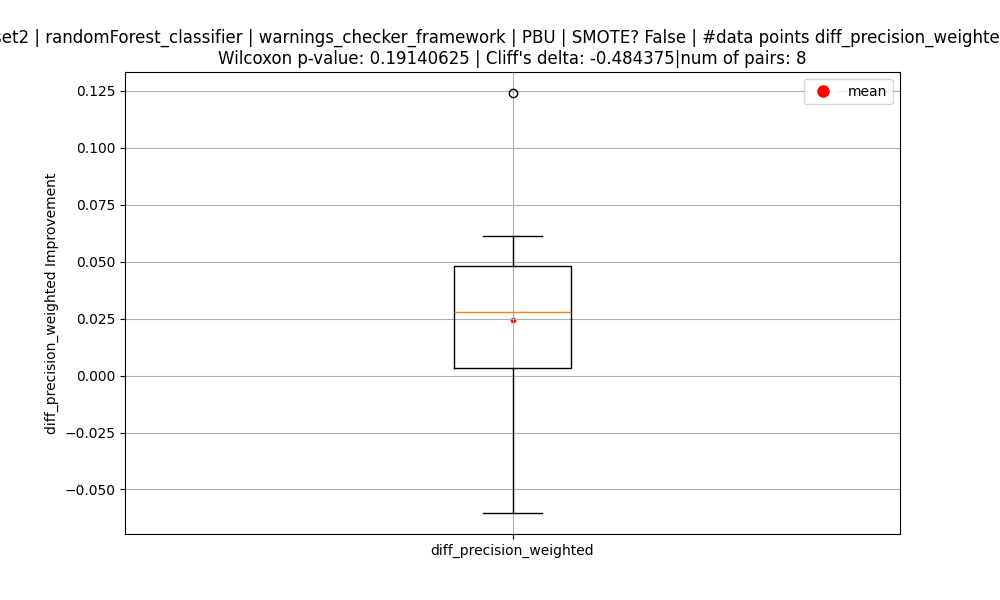 set2 | randomForest_classifier | warnings_checker_framework | PBU | SMOTE? False | #data points diff_precision_weighte
Wilcoxon p-value: 0.19140625 | Cliff's delta: -0.484375|num of pairs: 8
mean
0.125
0.100
0.075
0.050
0.025
0.000
−0.025
−0.050
diff_precision_weighted Improvement
diff_precision_weighted